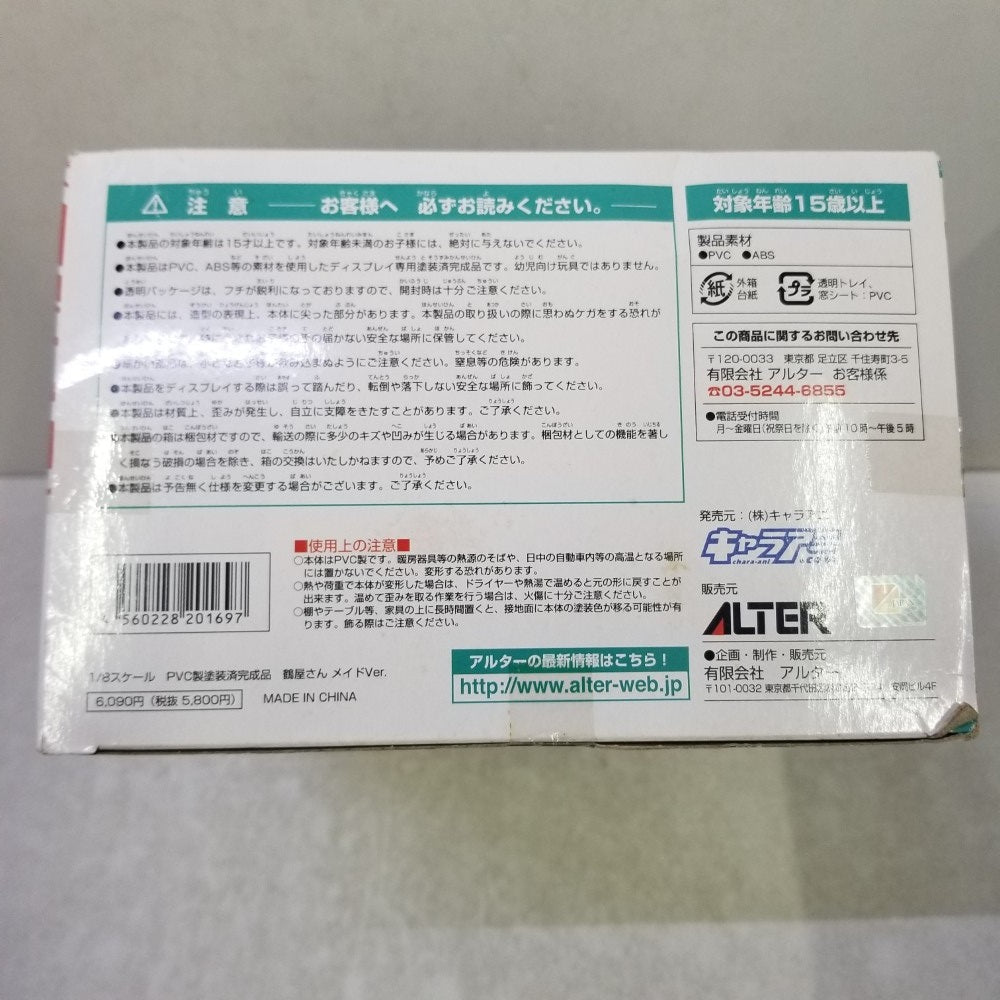 ⚠ 注意 ── お客様へ 必ずお読みください。──
●本製品の対象年齢は15才以上です。対象年齢未満のお子様には、絶対に与えないでください。
●本製品はPVC、ABS等の素材を使用したディスプレイ専用塗装済完成品です。幼児向け玩具ではありません。
●透明パッケージは、フチが鋭利になっておりますので、開封時は十分ご注意ください。
●本製品には、造型の表現上、本体に尖った部分があります。本製品の取り扱いの際に思わぬケガをする恐れが
の届かない安全な場所に保管してください。
み込まぬようにご注意ください。窒息等の危険があります。
●本製品をディスプレイする際は誤って踏んだり、転倒や落下しない安全な場所に飾ってください。
●本製品は材質上、歪みが発生し、自立に支障をきたすことがあります。ご了承ください。
●本製品の箱は梱包材ですので、輸送の際に多少のキズや凹みが生じる場合があります。梱包材としての機能を著し
く損なう破損の場合を除き、箱の交換はいたしかねますので、予めご了承ください。
●本製品は予告無く仕様を変更する場合がございます。ご了承ください。
■使用上の注意■
○本体はPVC製です。暖房器具等の熱源のそばや、日中の自動車内等の高温となる場所
には置かないでください。変形する恐れがあります。
○熱や荷重で本体が変形した場合は、ドライヤーや熱湯で温めると元の形に戻すことが
出来ます。温めて歪みを取る作業を行う場合は、火傷に十分ご注意ください。
○棚やテーブル等、家具の上に長時間置くと、接地面に本体の塗装色が移る可能性が有
ります。飾る際はご注意ください。
4 560228 201697
1/8スケール PVC製塗装済完成品 鶴屋さん メイドVer.
6,090円（税抜 5,800円） MADE IN CHINA
アルターの最新情報はこちら！
http://www.alter-web.jp
対象年齢15歳以上
製品素材
●PVC ●ABS
紙 外箱 台紙 プラ 透明トレイ、窓シート：PVC
この商品に関するお問い合わせ先
〒120-0033 東京都 足立区 千住寿町3-5
有限会社 アルター お客様係
☎03-5244-6855
●電話受付時間
月〜金曜日(祝祭日を除く)午前10時〜午後5時
発売元：(株)キャラアニ
キャラアニ
chara-ani
販売元
ALTER
●企画・制作・販売元
有限会社 アルター
〒101-0032 東京都千代田区 安岡ビル4F